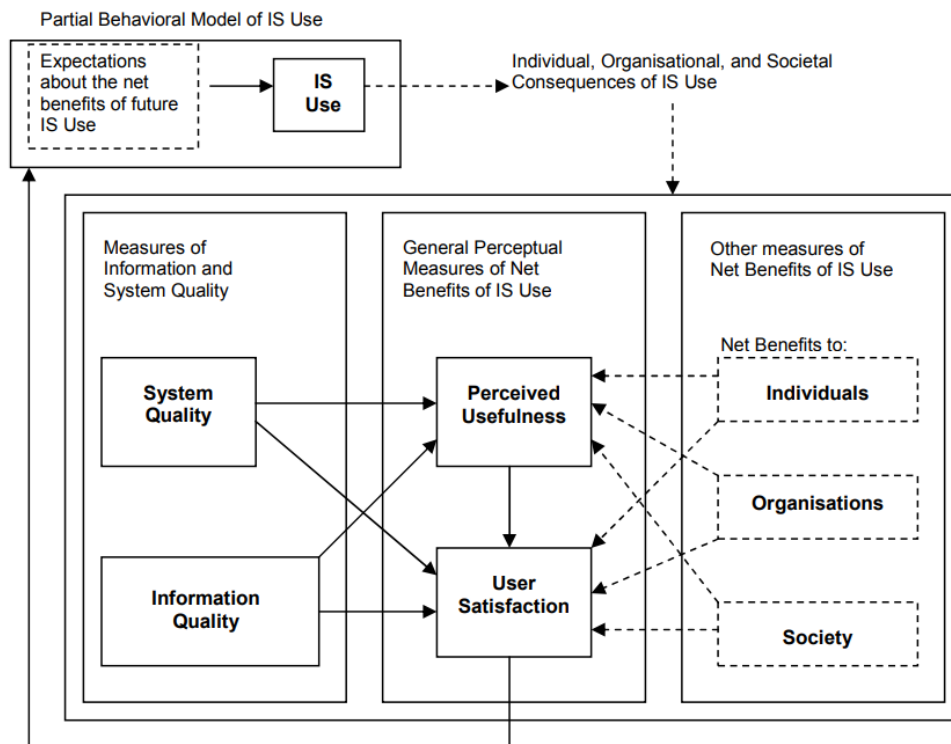 Partial Behavioral Model of IS Use
Expectations
about the net
benefits of future
IS Use
IS
Use
Individual, Organisational, and Societal
Consequences of IS Use
Measures of
Information and
System Quality
General Perceptual
Measures of Net
Benefits of IS Use
Other measures of
Net Benefits of IS Use
System
Quality
Perceived
Usefulness
Net Benefits to:
Individuals
Organisations
Information
Quality
User
Satisfaction
Society